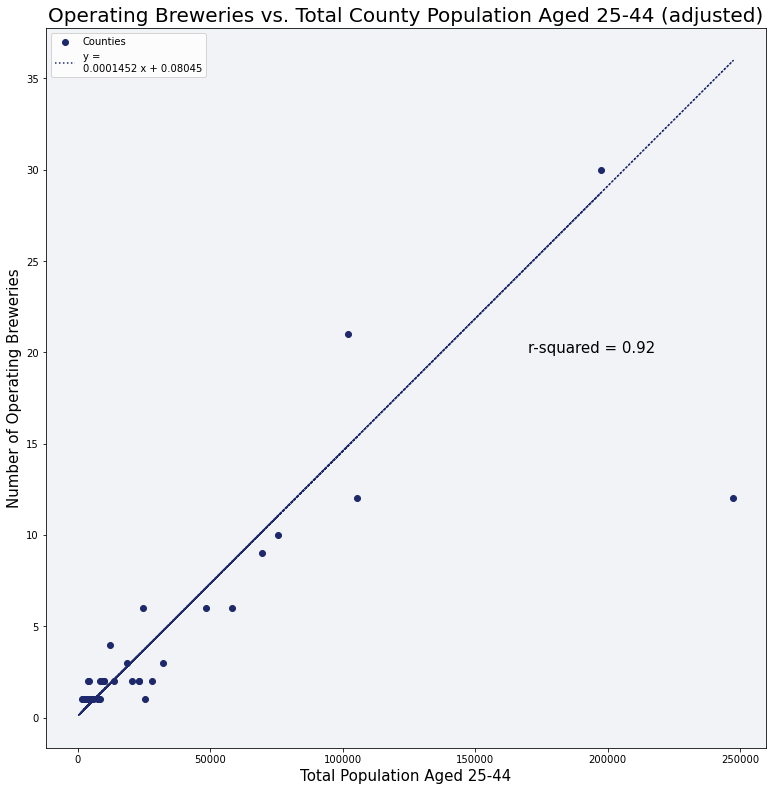 Operating Breweries vs. Total County Population Aged 25-44 (adjusted)
Counties
y =
0.0001452 x + 0.08045
35
30
25
20
15
10
5
0
Number of Operating Breweries
r-squared = 0.92
0
50000
100000
150000
200000
250000
Total Population Aged 25-44